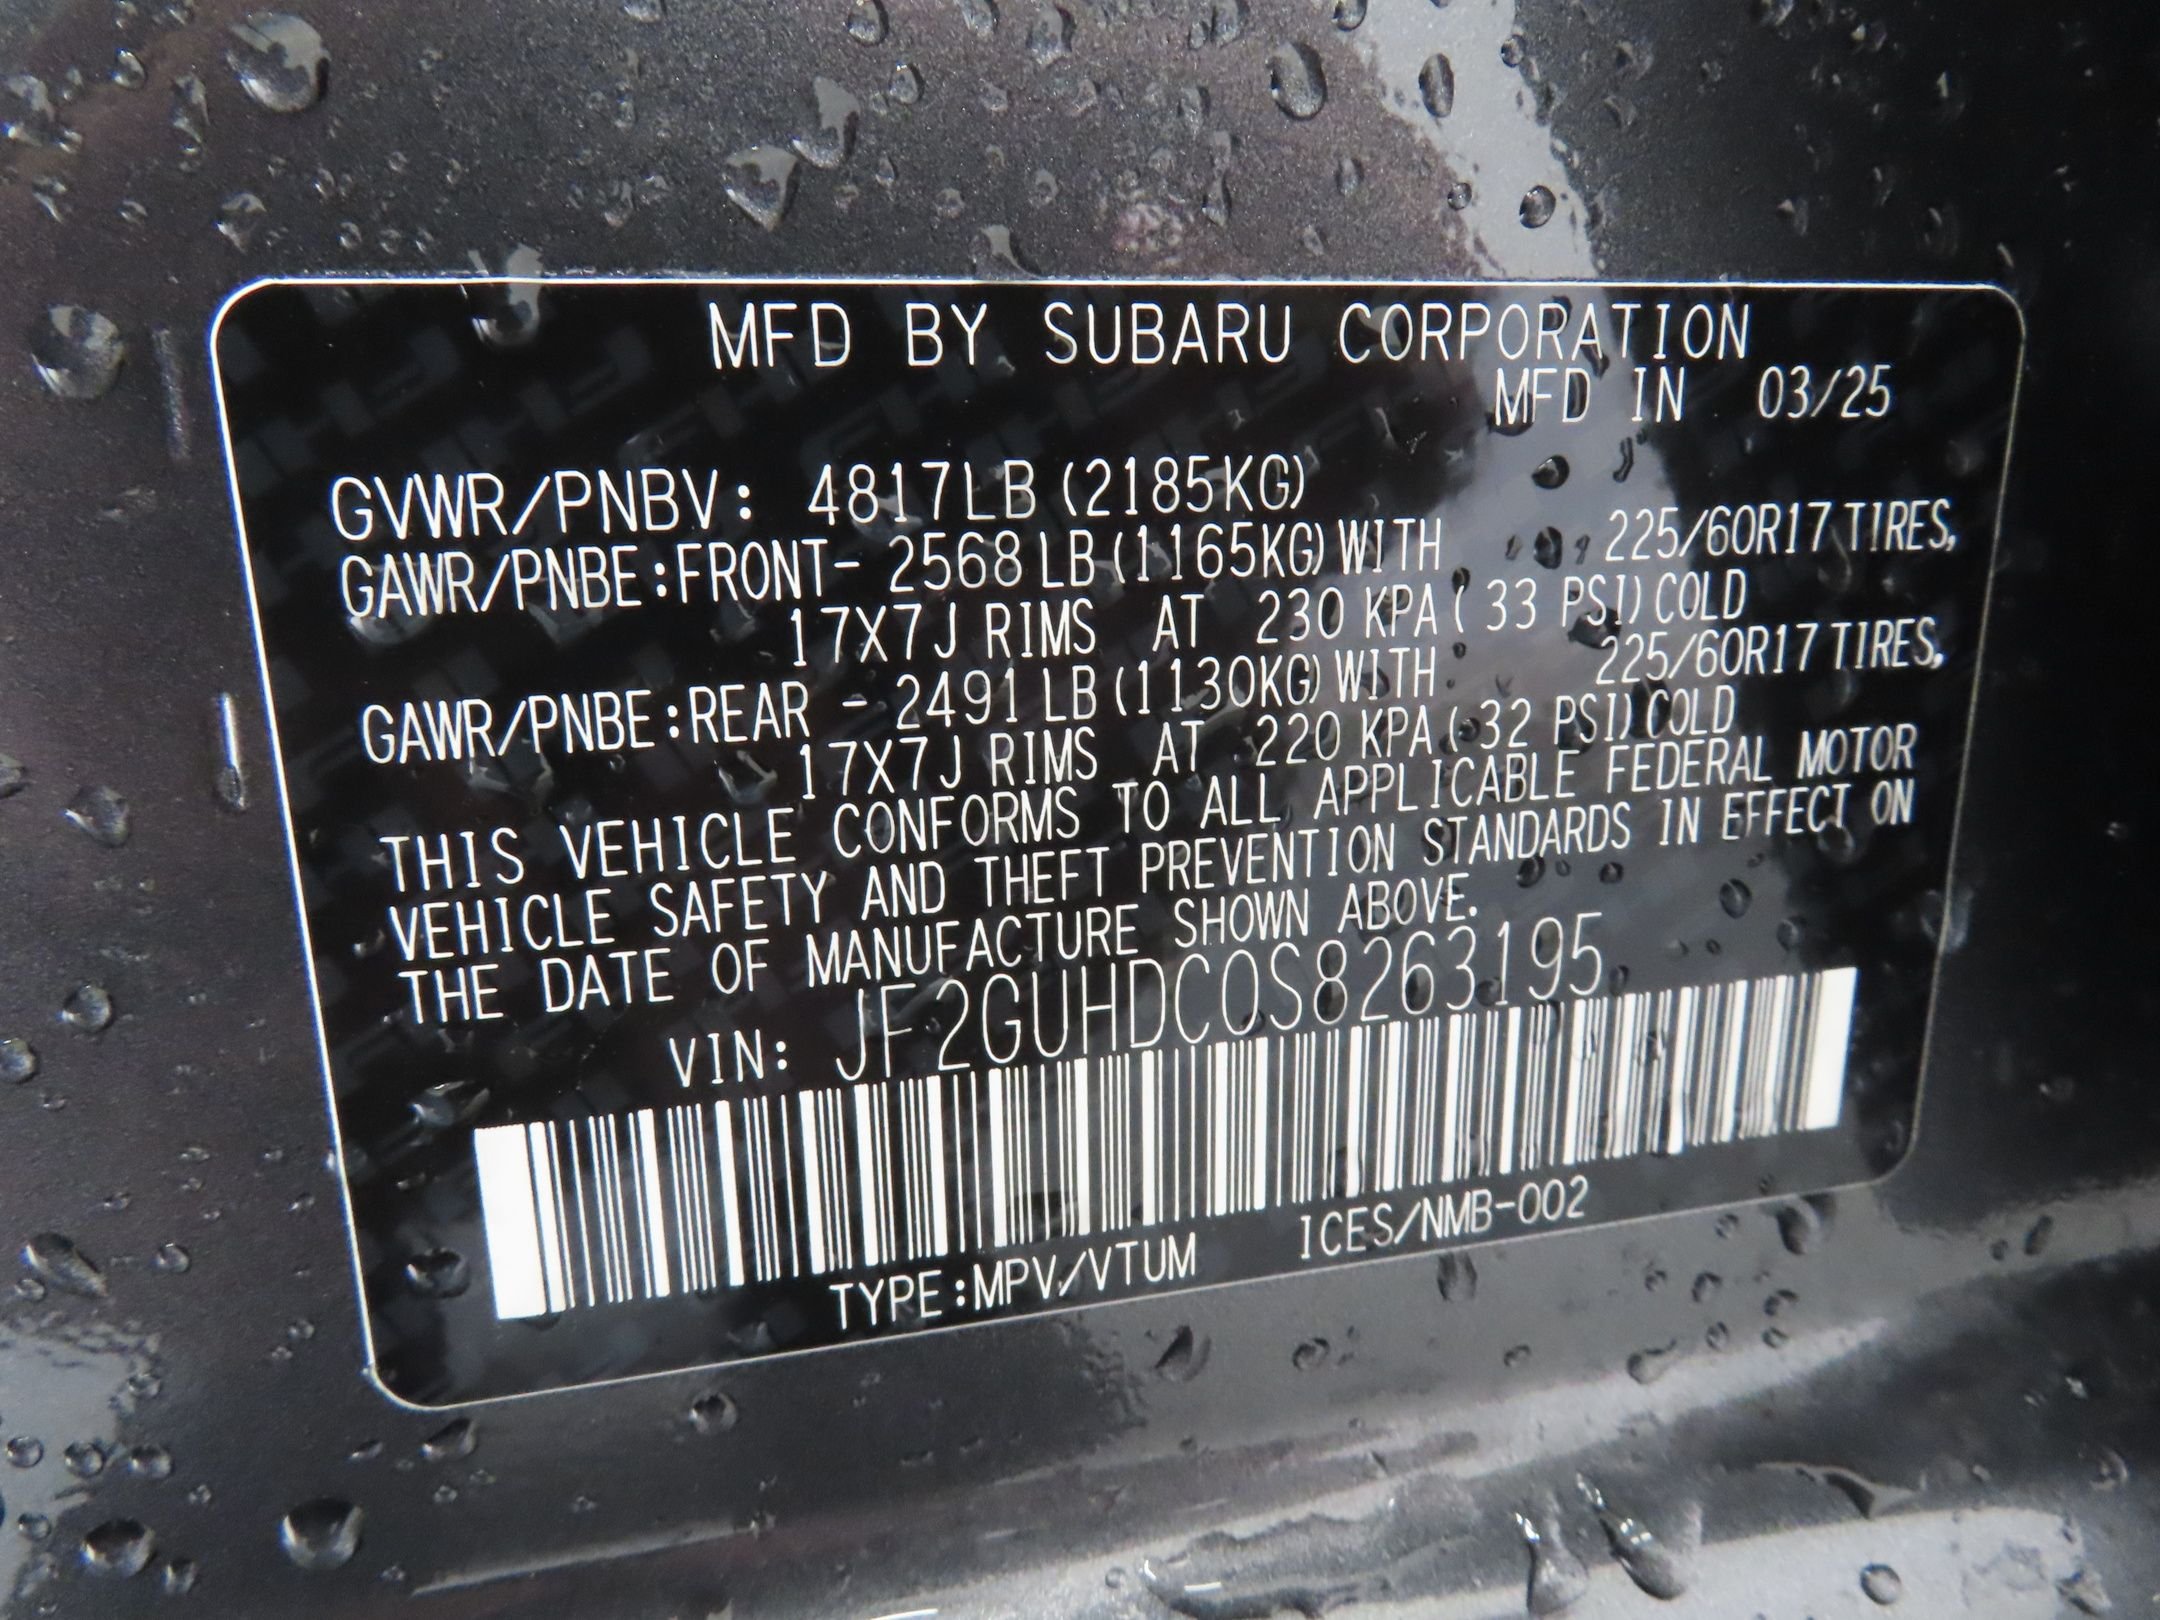 MFD BY SUBARU CORPORATION
MFD IN 03/25
GVWR/PNBV: 4817LB (2185KG)
GAWR/PNBE:FRONT- 2568 LB (1165KG) WITH 225/60R17 TIRES,
17X7J RIMS AT 230 KPA ( 33 PSI) COLD
GAWR/PNBE:REAR - 2491 LB (1130KG) WITH 225/60R17 TIRES,
17X7J RIMS AT 220 KPA ( 32 PSI) COLD
THIS VEHICLE CONFORMS TO ALL APPLICABLE FEDERAL MOTOR
VEHICLE SAFETY AND THEFT PREVENTION STANDARDS IN EFFECT ON
THE DATE OF MANUFACTURE SHOWN ABOVE.
VIN: JF2GUHDC0S8263195
TYPE:MPV/VTUM ICES/NMB-002